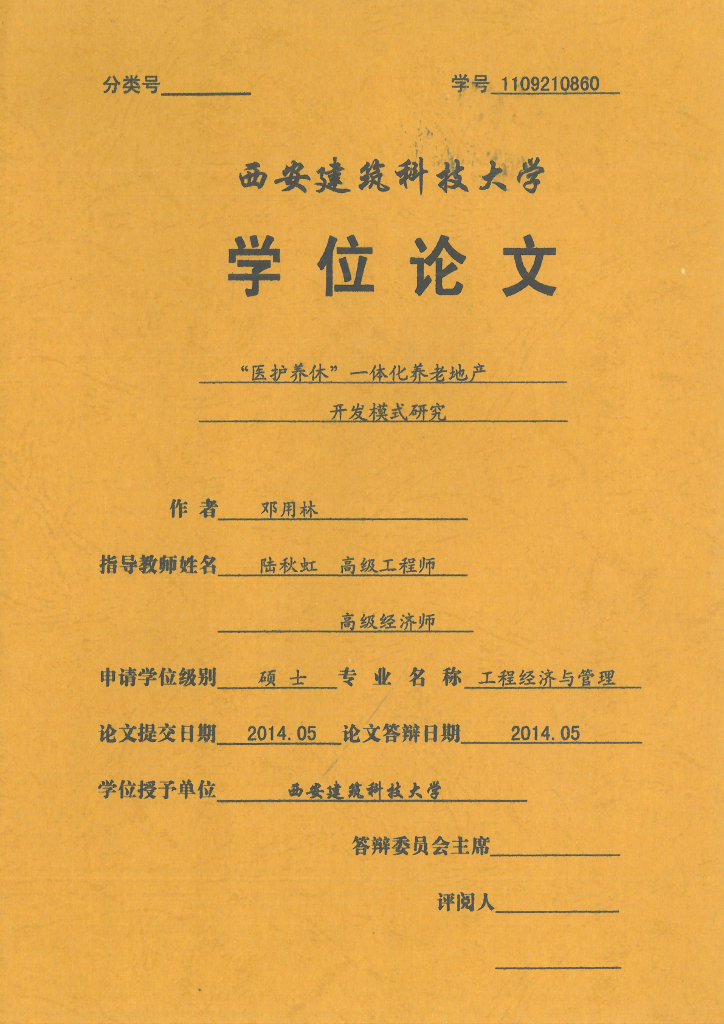 分类号 学号 1109210860
西安建筑科技大学
学位论文
“医护养休”一体化养老地产
开发模式研究
作者 邓用林
指导教师姓名 陆秋虹 高级工程师
高级经济师
申请学位级别 硕士 专业名称 工程经济与管理
论文提交日期 2014.05 论文答辩日期 2014.05
学位授予单位 西安建筑科技大学
答辩委员会主席
评阅人